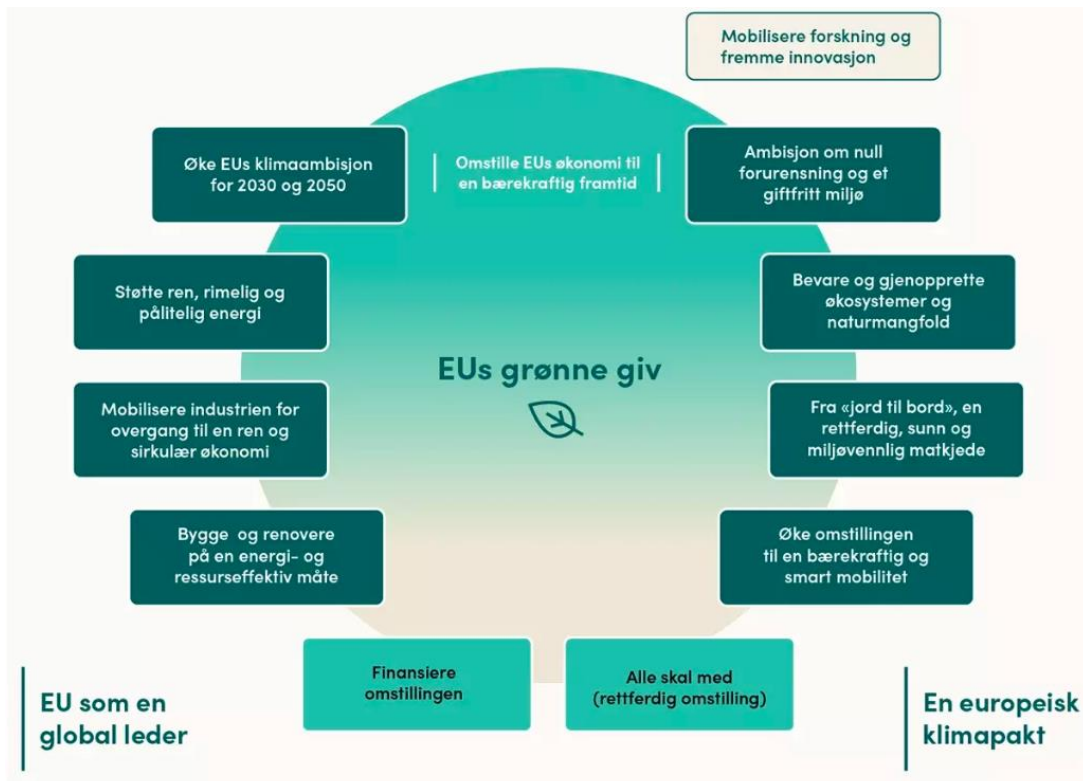 Mobilisere forskning og
fremme innovasjon
Øke EUs klimaambisjon
for 2030 og 2050
Omstille EUs økonomi til
en bærekraftig framtid
Ambisjon om null
forurensning og et
giftfritt miljø
Støtte ren, rimelig og
pålitelig energi
Bevare og gjenopprette
økosystemer og
naturmangfold
EUs grønne giv
Mobilisere industrien for
overgang til en ren og
sirkulær økonomi
Fra «jord til bord», en
rettferdig, sunn og
miljøvennlig matkjede
Bygge og renovere
på en energi- og
ressurseffektiv måte
Øke omstillingen
til en bærekraftig og
smart mobilitet
Finansiere
omstillingen
Alle skal med
(rettferdig omstilling)
EU som en
global leder
En europeisk
klimapakt